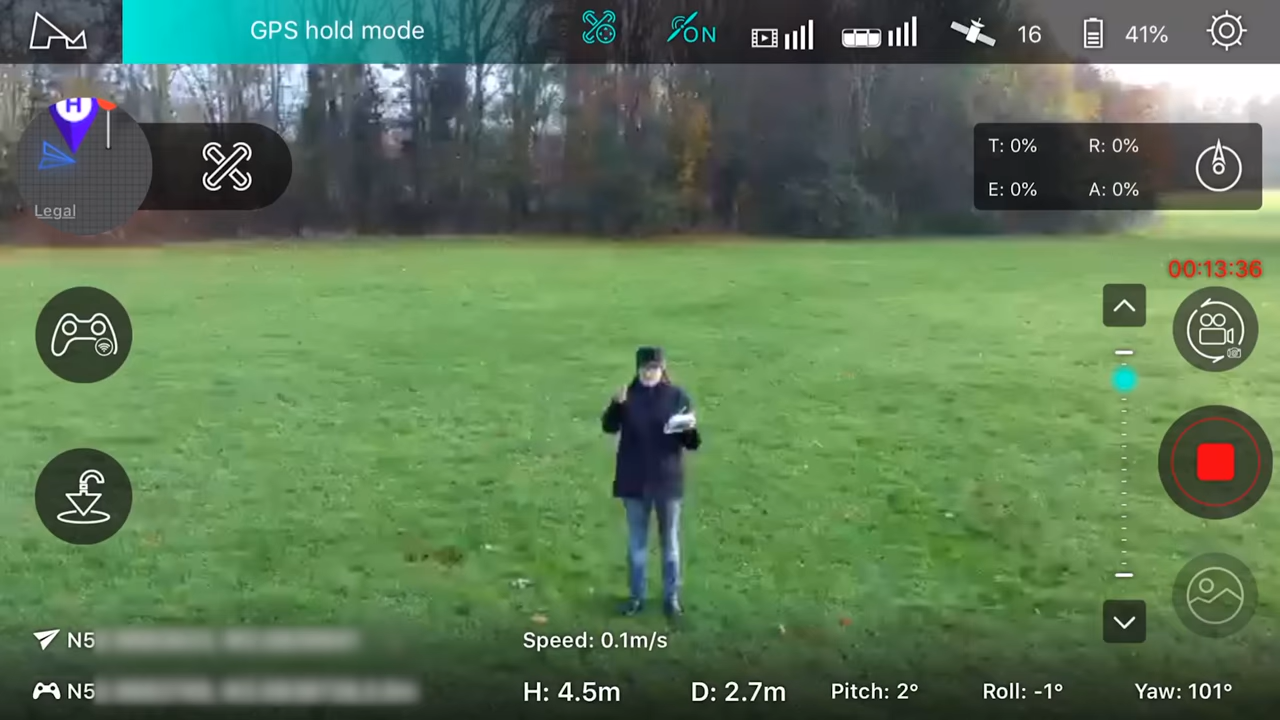 GPS hold mode
ON
16
41%
H
Legal
T: 0% R: 0%
E: 0% A: 0%
00:13:36
N5
Speed: 0.1m/s
N5
H: 4.5m D: 2.7m Pitch: 2° Roll: -1° Yaw: 101°